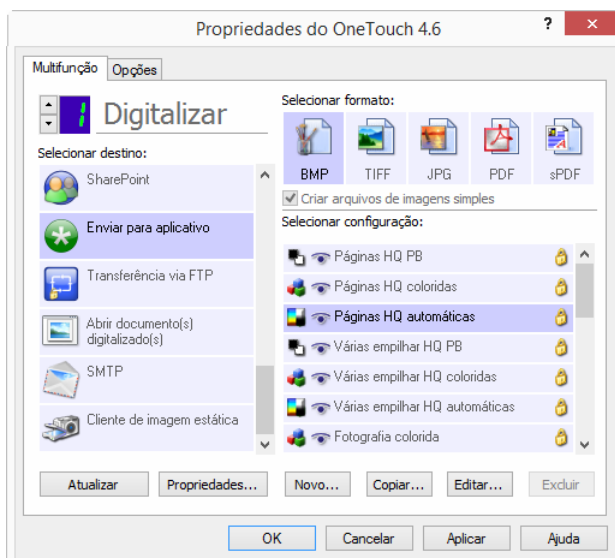 Propriedades do OneTouch 4.6
? ×
Multifunção Opções
1 Digitalizar
Selecionar destino:
SharePoint
Enviar para aplicativo
Transferência via FTP
Abrir documento(s)
digitalizado(s)
SMTP
Cliente de imagem estática
Atualizar Propriedades...
Selecionar formato:
BMP TIFF JPG PDF sPDF
Criar arquivos de imagens simples
Selecionar configuração:
Páginas HQ PB
Páginas HQ coloridas
Páginas HQ automáticas
Várias empilhar HQ PB
Várias empilhar HQ coloridas
Várias empilhar HQ automáticas
Fotografia colorida
Novo... Copiar... Editar... Excluir
OK Cancelar Aplicar Ajuda